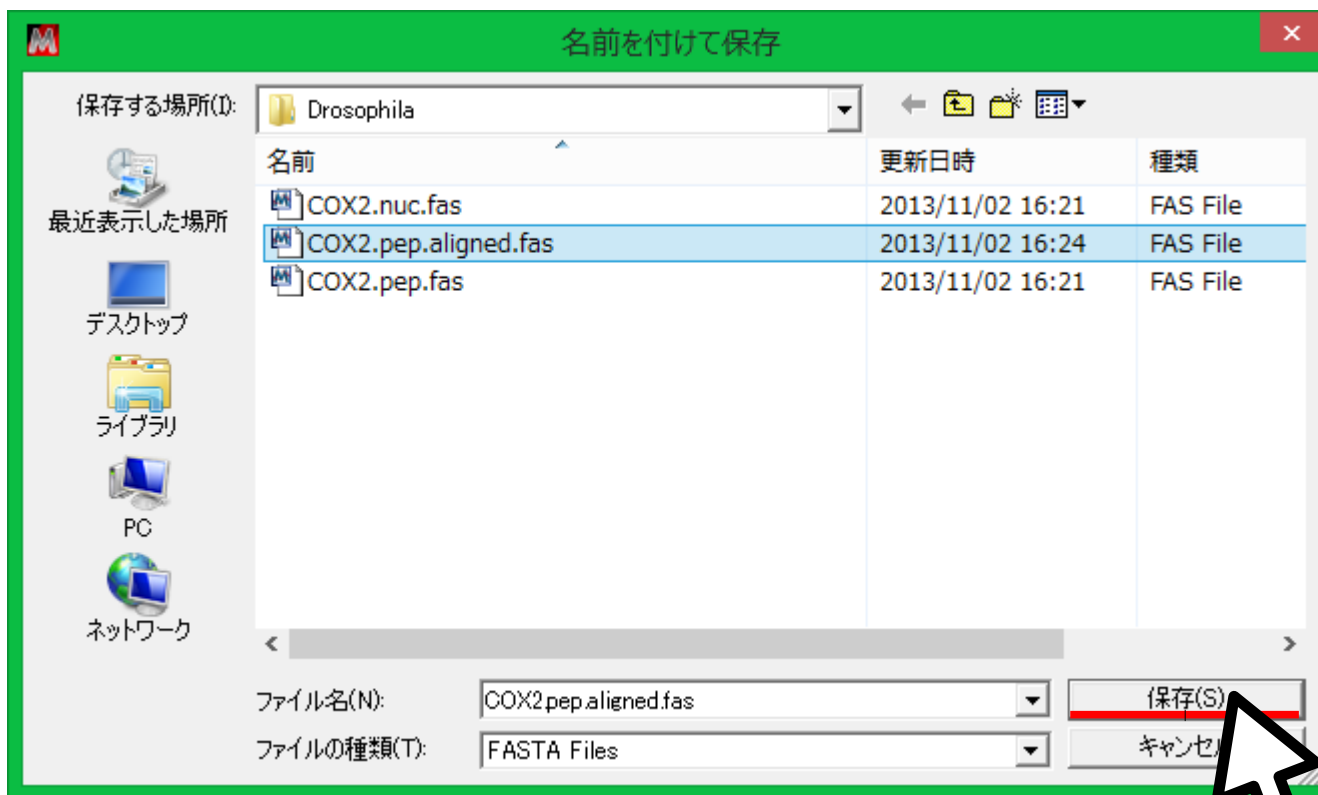 名前を付けて保存
保存する場所(I): Drosophila
名前 更新日時 種類
COX2.nuc.fas 2013/11/02 16:21 FAS File
COX2.pep.aligned.fas 2013/11/02 16:24 FAS File
COX2.pep.fas 2013/11/02 16:21 FAS File
最近表示した場所
デスクトップ
ライブラリ
PC
ネットワーク
ファイル名(N): COX2.pep.aligned.fas 保存(S)
ファイルの種類(T): FASTA Files キャンセル